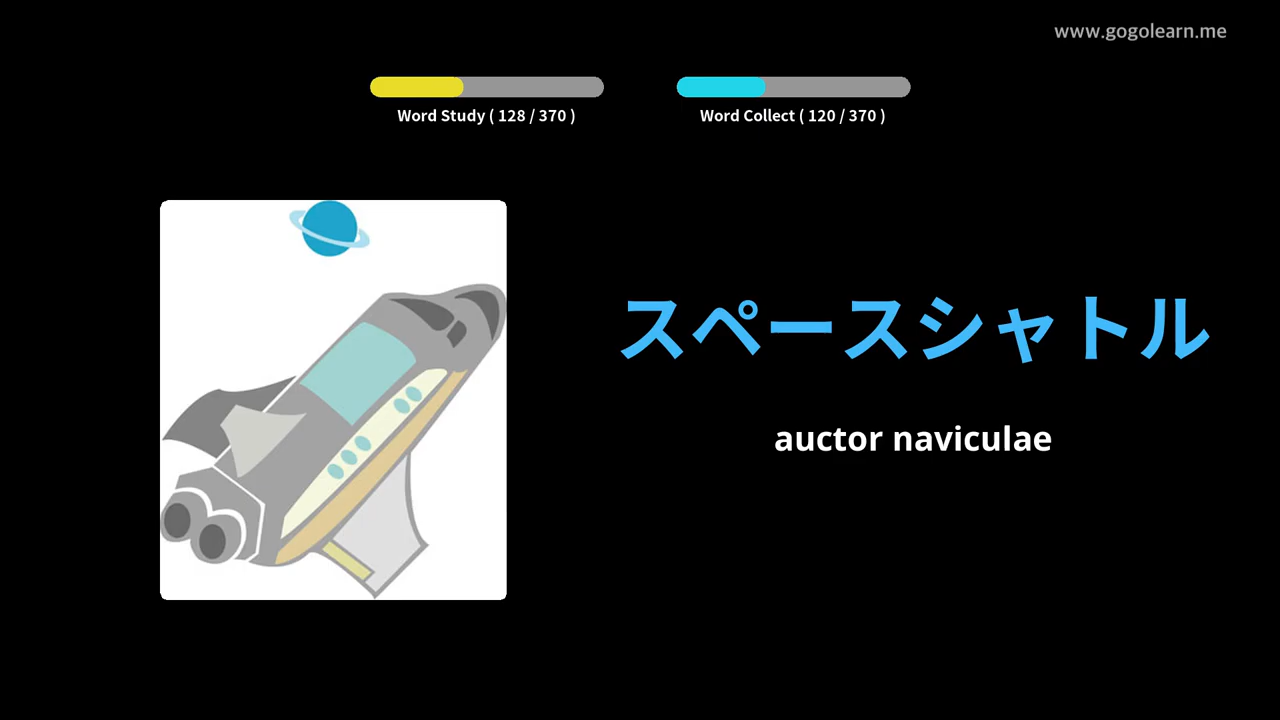 www.gogolearn.me
Word Study ( 128 / 370 )
Word Collect ( 120 / 370 )
スペースシャトル
auctor naviculae